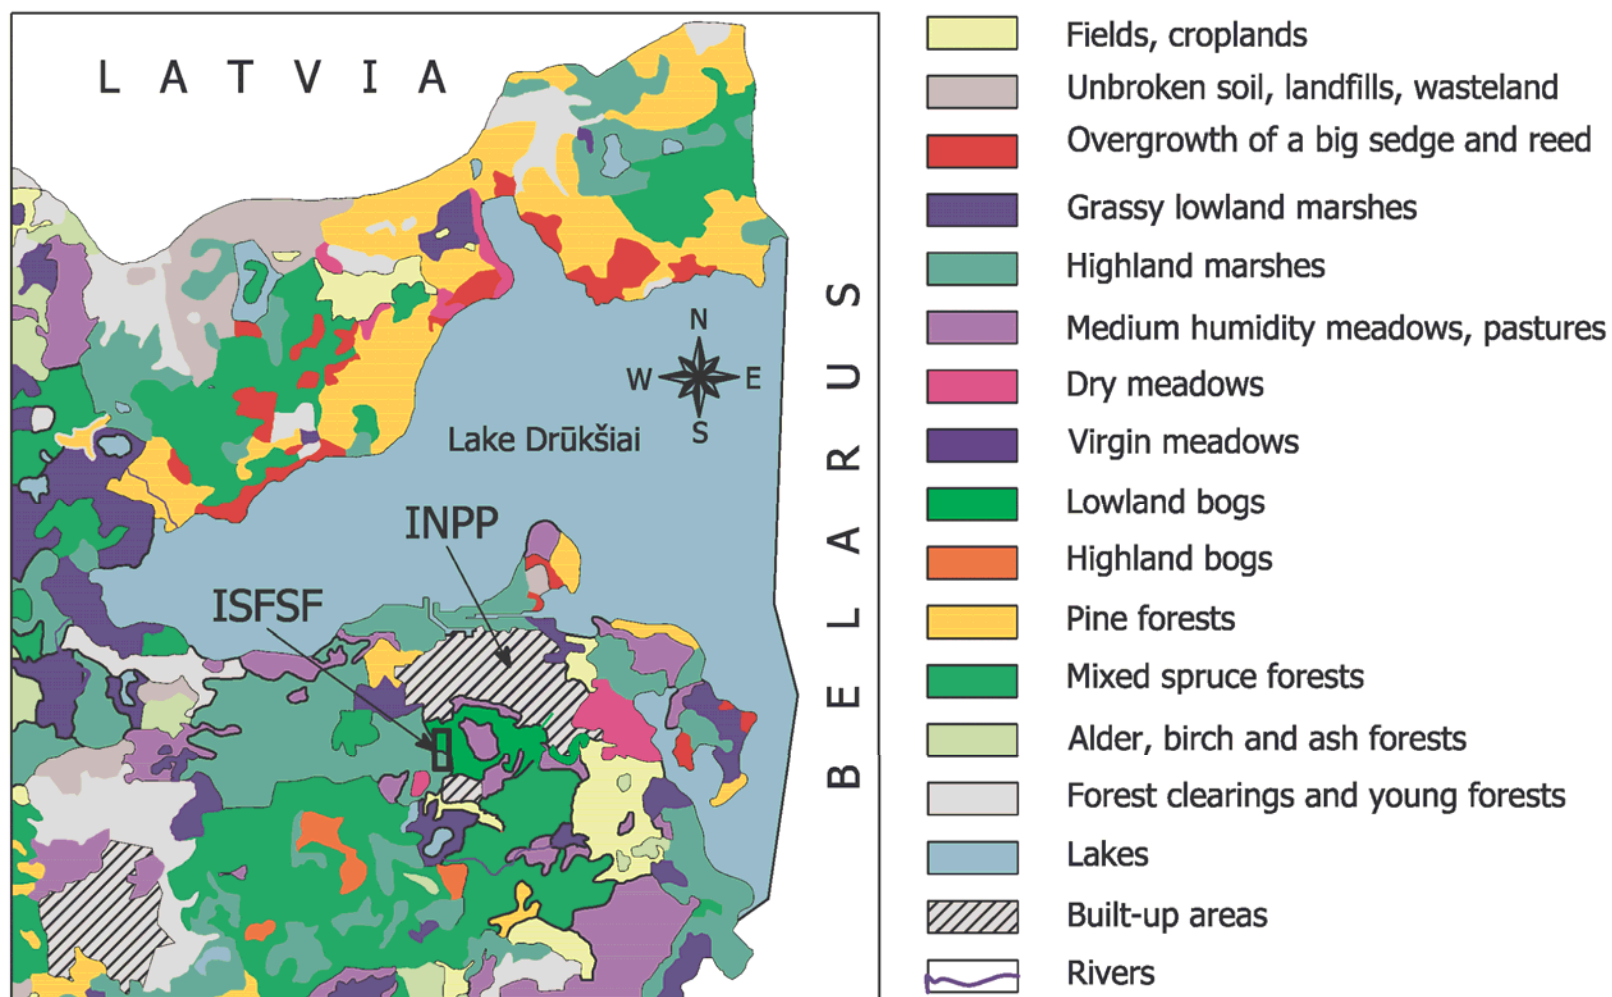 LATVIA
N
W E
S
Lake Drūkšiai
INPP
ISFSF
BELARUS
Fields, croplands
Unbroken soil, landfills, wasteland
Overgrowth of a big sedge and reed
Grassy lowland marshes
Highland marshes
Medium humidity meadows, pastures
Dry meadows
Virgin meadows
Lowland bogs
Highland bogs
Pine forests
Mixed spruce forests
Alder, birch and ash forests
Forest clearings and young forests
Lakes
Built-up areas
Rivers